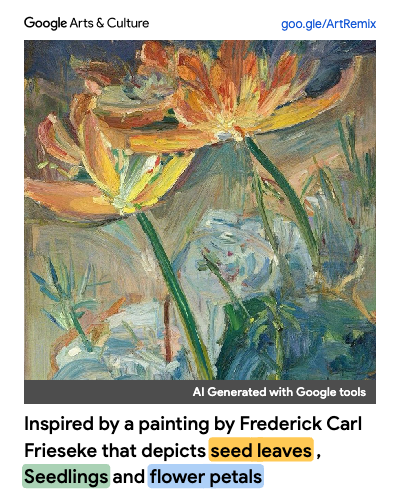 Google Arts & Culture
goo.gle/ArtRemix
AI Generated with Google tools
Inspired by a painting by Frederick Carl
Frieseke that depicts seed leaves ,
Seedlings and flower petals